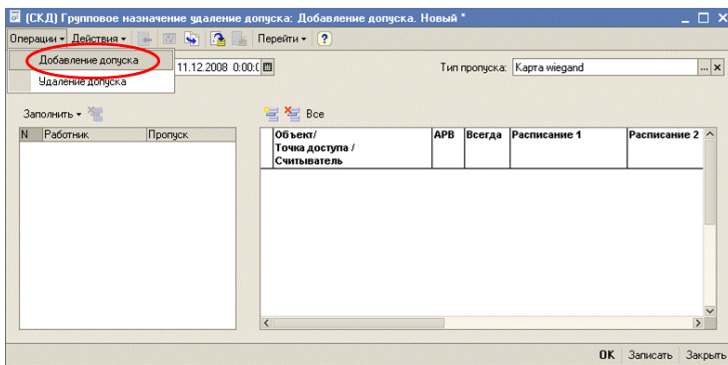 (СКД) Групповое назначение удаление допуска: Добавление допуска. Новый *
Операции Действия Перейти ?
Добавление допуска
Удаление допуска
11.12.2008 0:00:( Тип пропуска: Карта wiegand ... x
Заполнить Все
N Работник Пропуск
Объект/ АРВ Всегда Расписание 1 Расписание 2
Точка доступа /
Считыватель
OK Записать Закрыть